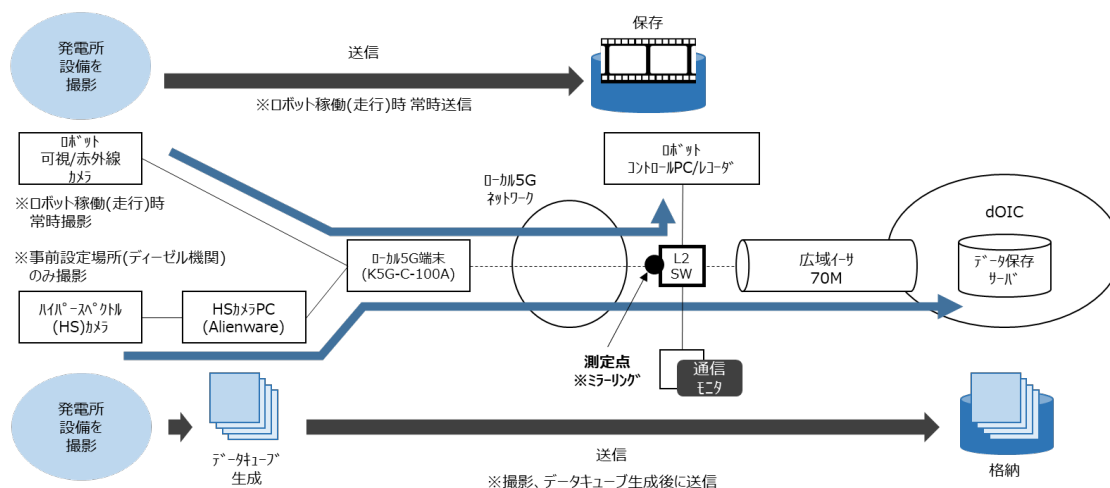 発電所
設備を
撮影
送信
※ロボット稼働(走行)時 常時送信
保存
ﾛﾎﾞｯﾄ
可視/赤外線
カメラ
※ロボット稼働(走行)時
常時撮影
ﾛﾎﾞｯﾄ
ｺﾝﾄﾛｰﾙPC/ﾚｺｰﾀﾞ
ﾛｰｶﾙ5G
ﾈｯﾄﾜｰｸ
dOIC
※事前設定場所(ディーゼル機関)
のみ撮影
ﾛｰｶﾙ5G端末
(K5G-C-100A)
L2
SW
広域ｲｰｻ
70M
ﾃﾞｰﾀ保存
ｻｰﾊﾞ
ﾊｲﾊﾟｰｽﾍﾟｸﾄﾙ
(HS)ｶﾒﾗ
HSｶﾒﾗPC
(Alienware)
測定点
※ﾐﾗｰﾘﾝｸﾞ
通信
ﾓﾆﾀ
発電所
設備を
撮影
ﾃﾞｰﾀｷｭｰﾌﾞ
生成
送信
※撮影、データキューブ生成後に送信
格納